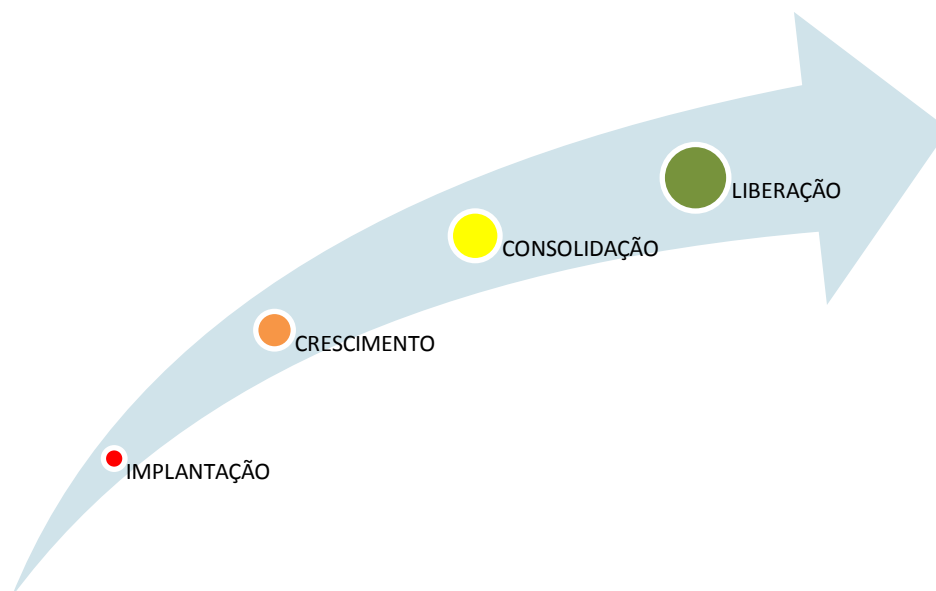 LIBERAÇÃO
CONSOLIDAÇÃO
CRESCIMENTO
IMPLANTAÇÃO